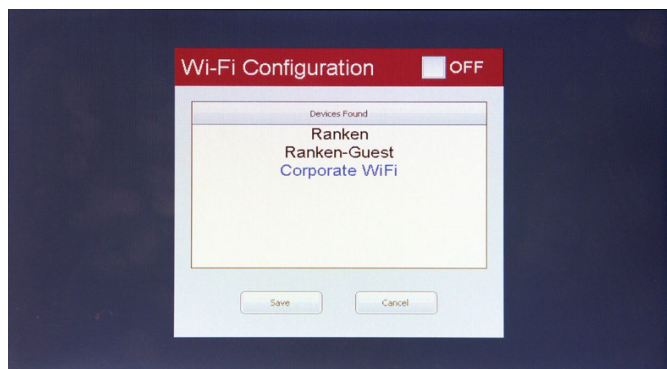 Wi-Fi Configuration OFF
Devices Found
Ranken
Ranken-Guest
Corporate WiFi
Save Cancel